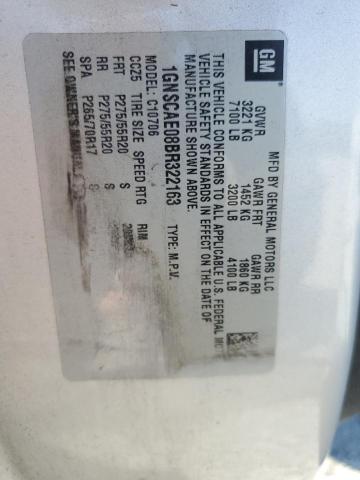 GM
MFD BY GENERAL MOTORS LLC
GVWR GAWR FRT GAWR RR
3221 KG 1452 KG 1860 KG
7100 LB 3200 LB 4100 LB
THIS VEHICLE CONFORMS TO ALL APPLICABLE U.S. FEDERAL
VEHICLE SAFETY STANDARDS IN EFFECT ON THE DATE OF
MANUFACTURE SHOWN ABOVE.
1GNSCAE08BR322163 TYPE: M.P.V.
MODEL: C10706
CCZ5 TIRE SIZE SPEED RTG RIM
FRT P275/55R20 S
RR P275/55R20 S
SPA P265/70R17
SEE OWNER'S MANUAL